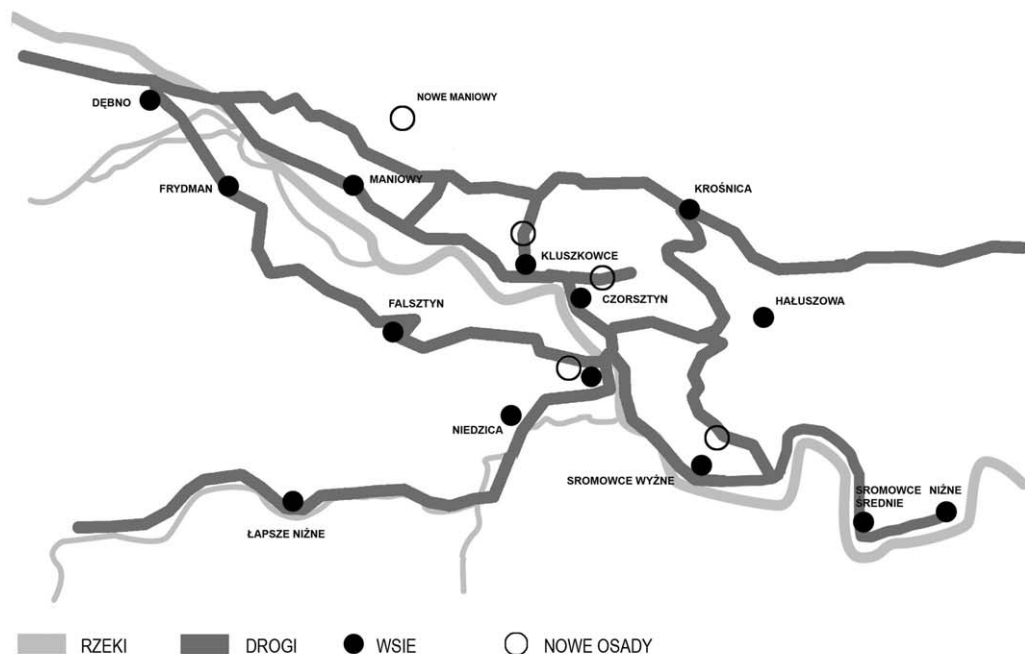 NOWE MANIOWY
DĘBNO
FRYDMAN
MANIOWY
KROŚNICA
KLUSZKOWCE
CZORSZTYN
HAŁUSZOWA
FALSZTYN
NIEDZICA
SROMOWCE WYŻNE
SROMOWCE
ŚREDNIE
NIŻNE
ŁAPSZE NIŻNE
RZEKI
DROGI
WSIE
NOWE OSADY